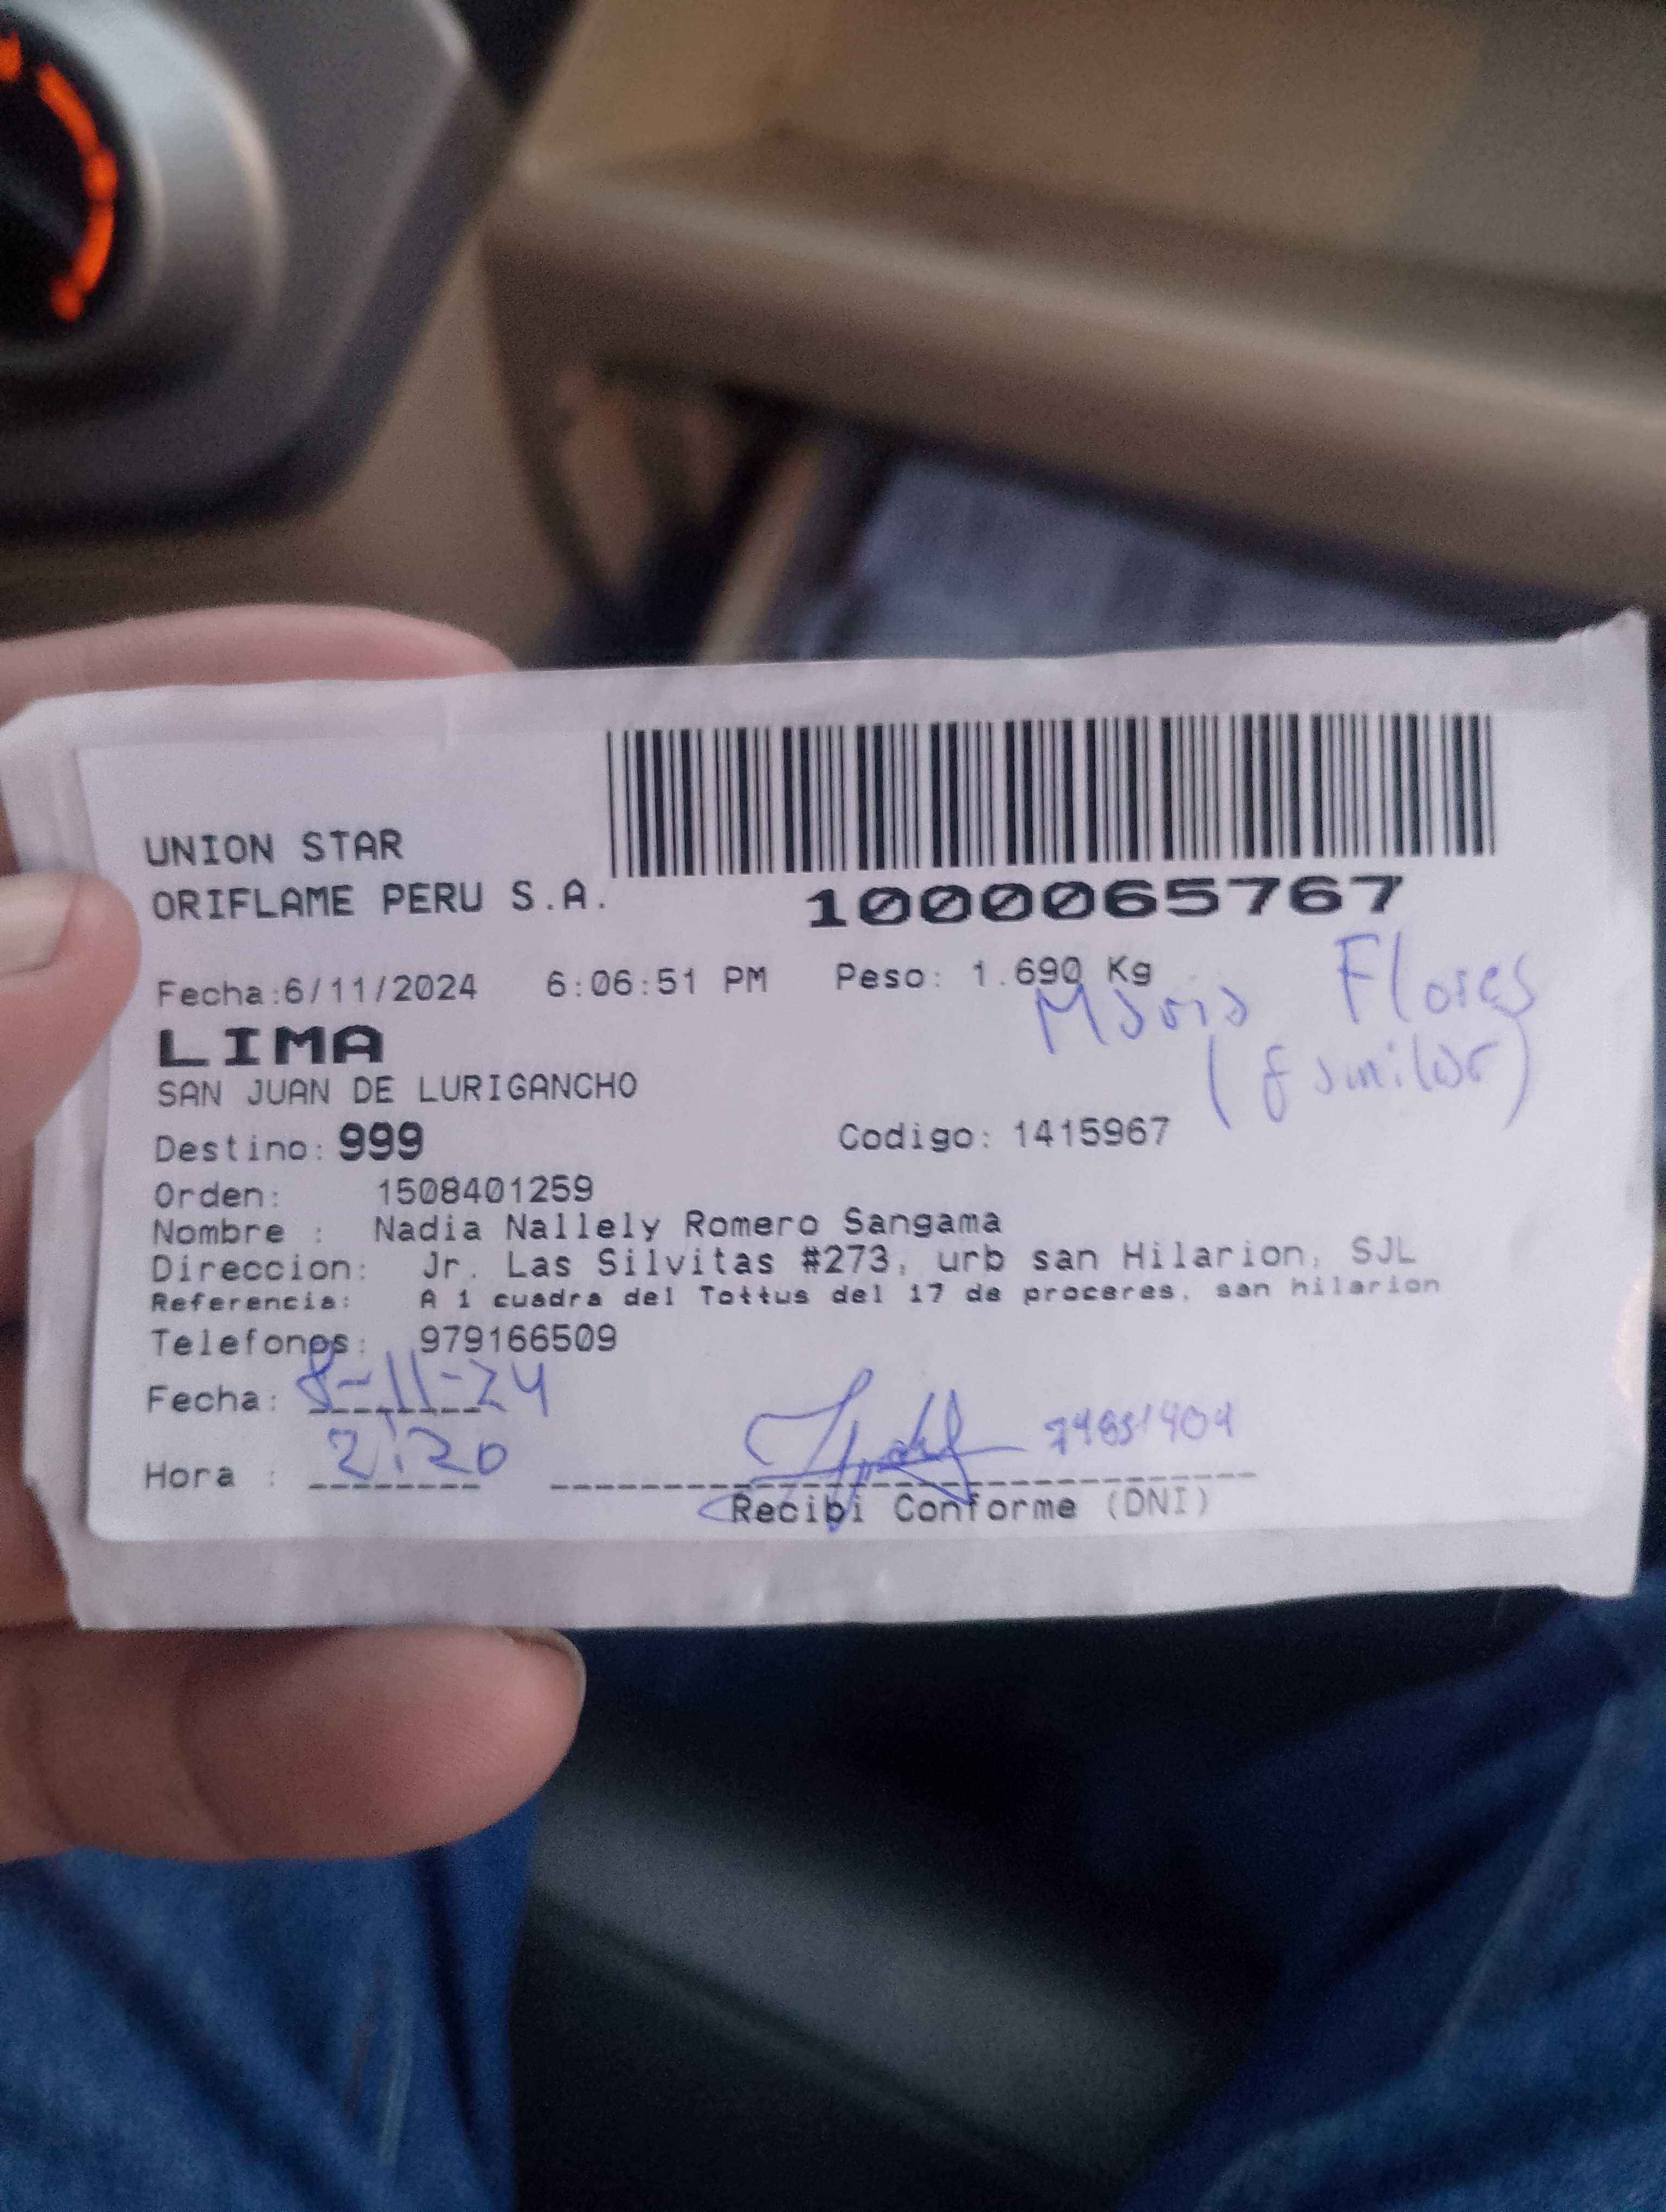 UNION STAR
ORIFLAME PERU S.A.
1000065767
Fecha:6/11/2024 6:06:51 PM Peso: 1.690 Kg
Maria Flores
(familiar)
LIMA
SAN JUAN DE LURIGANCHO
Destino: 999 Codigo: 1415967
Orden: 1508401259
Nombre : Nadia Nallely Romero Sangama
Direccion: Jr. Las Silvitas #273, urb san Hilarion, SJL
Referencia: A 1 cuadra del Tottus del 17 de proceres, san hilarion
Telefonos: 979166509
Fecha: 8-11-24
Hora : 2:20
Recibi Conforme (DNI)